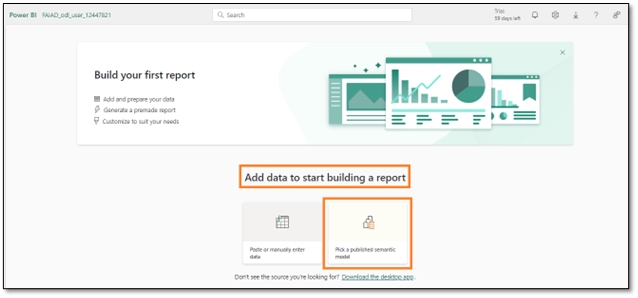 Power BI FAIAD_odl_user_12447821
Search
Trial:
59 days left
Build your first report
Add and prepare your data
Generate a premade report
Customize to suit your needs
Add data to start building a report
Paste or manually enter
data
Pick a published semantic
model
Don't see the source you're looking for? Download the desktop app.